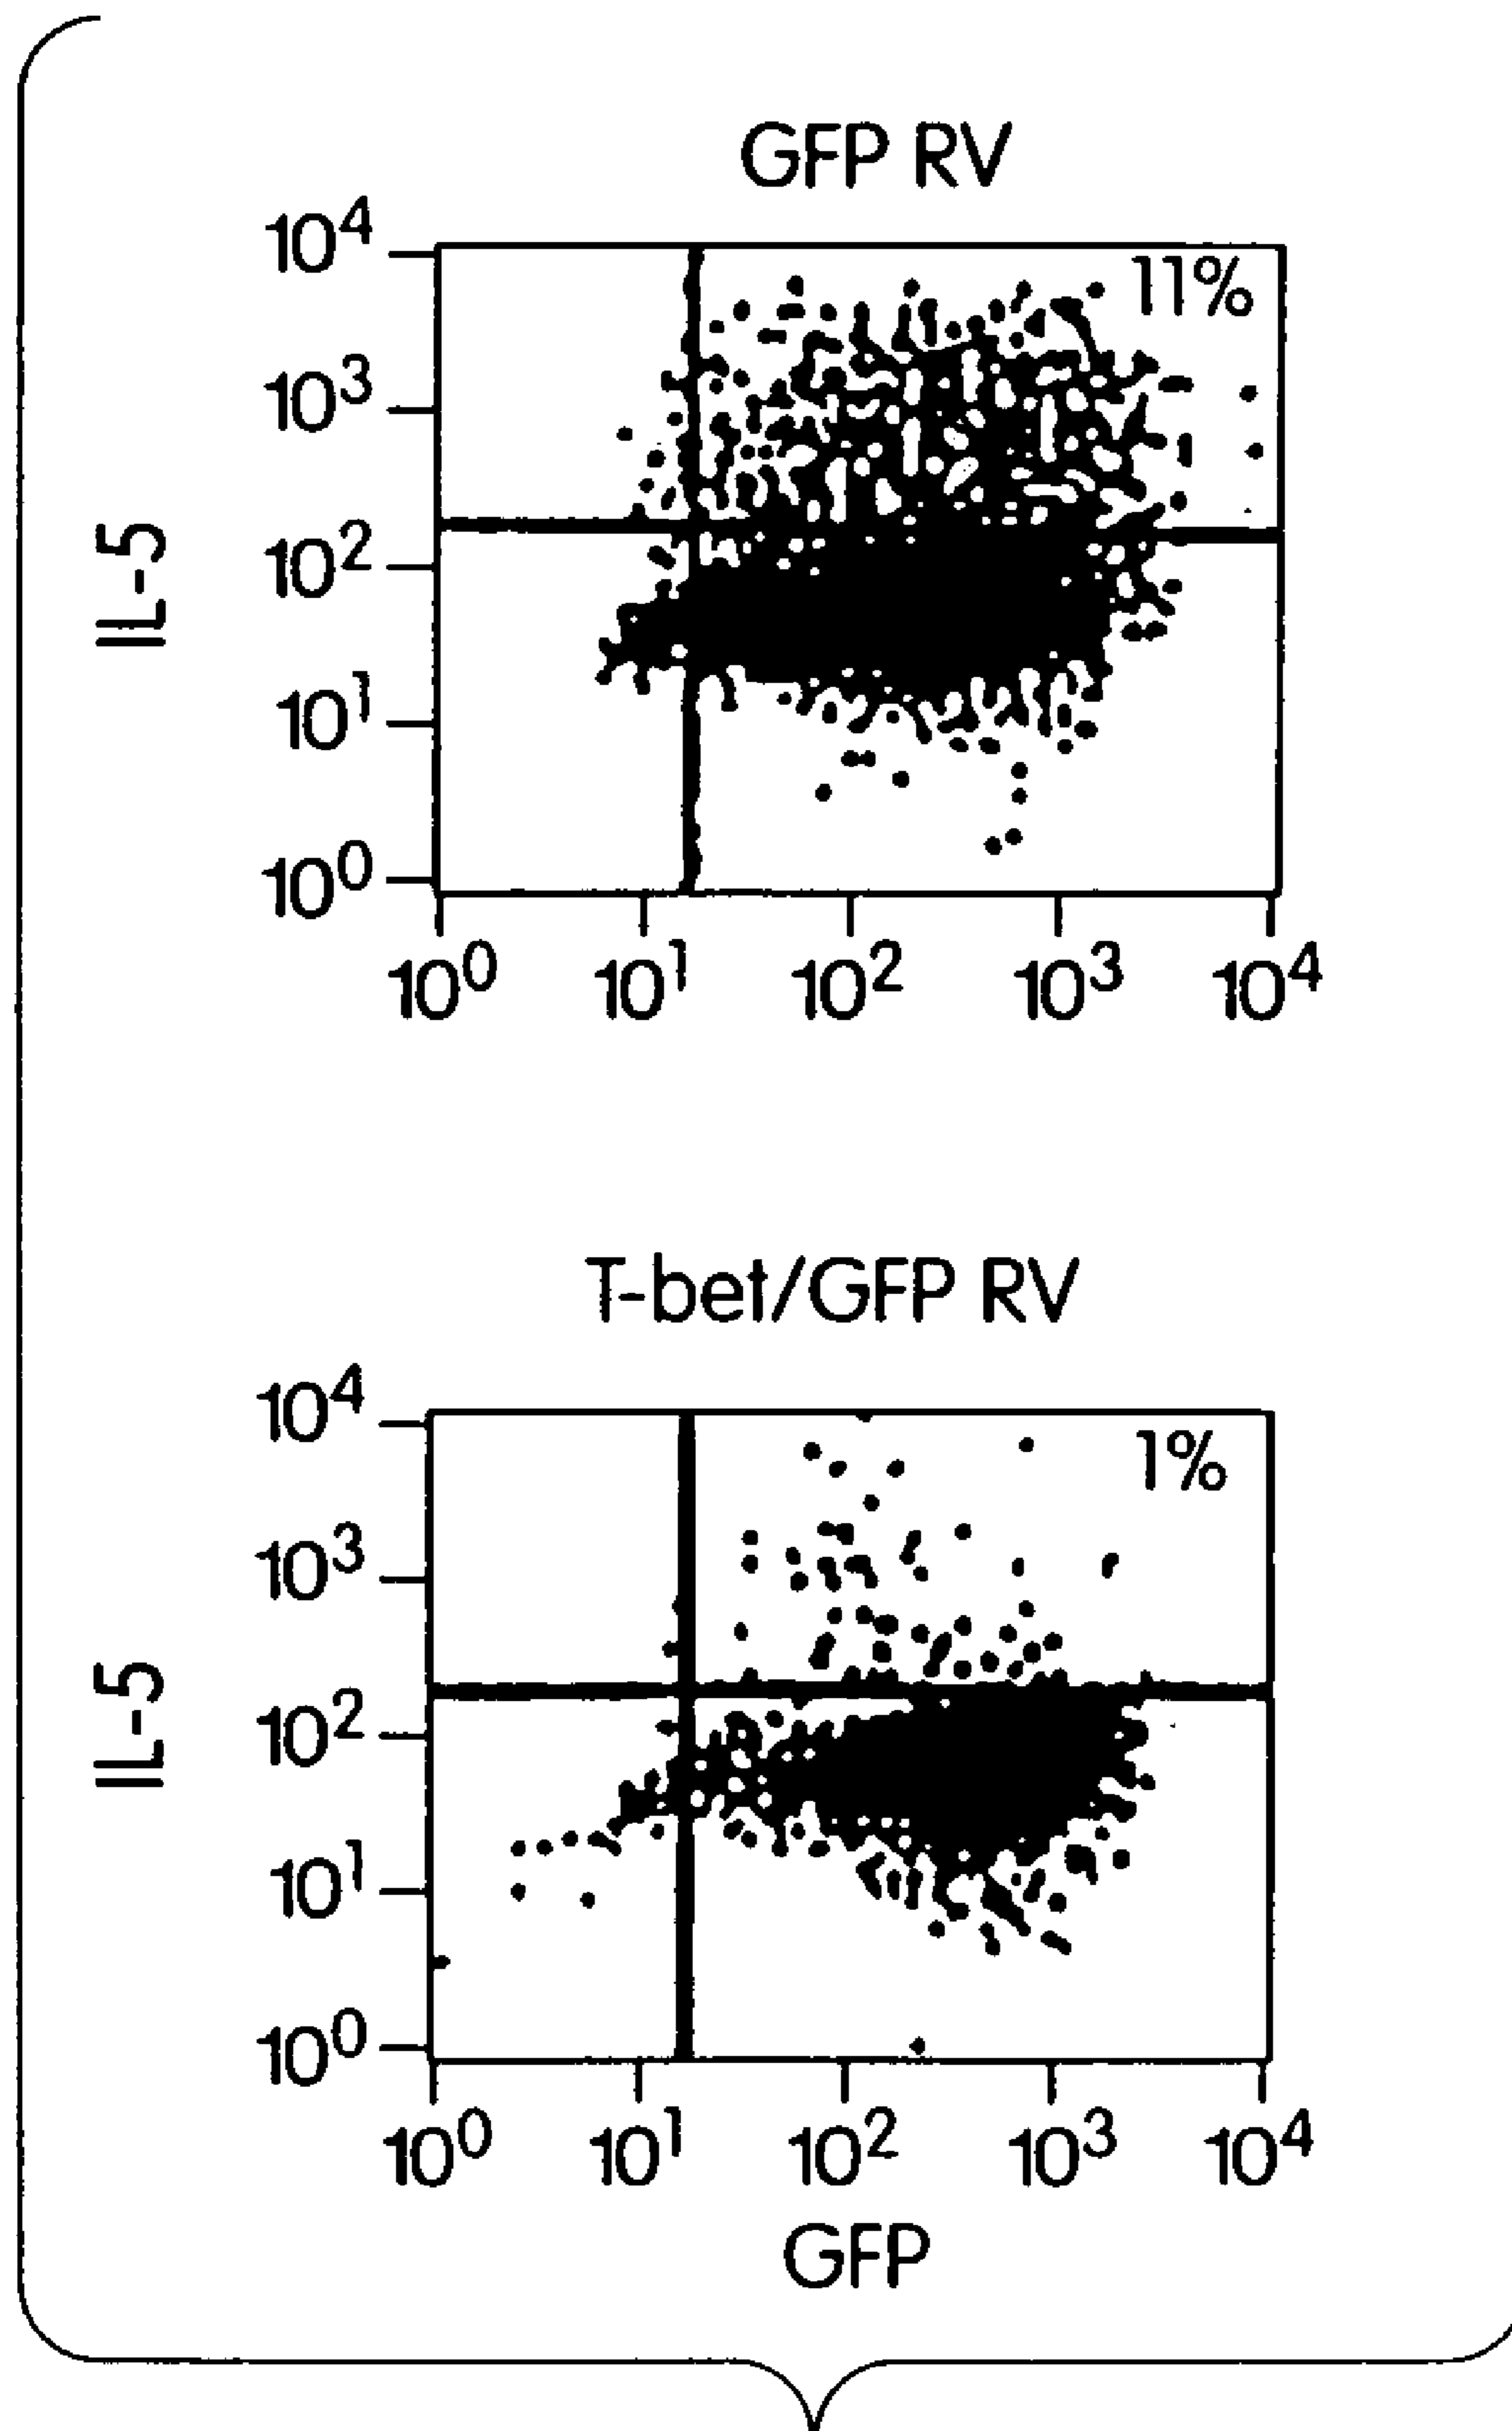 GFP RV
10⁴
11%
10³
10²
IL-5
10¹
10⁰
10⁰ 10¹ 10² 10³ 10⁴
T-bet/GFP RV
10⁴
1%
10³
10²
IL-5
10¹
10⁰
10⁰ 10¹ 10² 10³ 10⁴
GFP